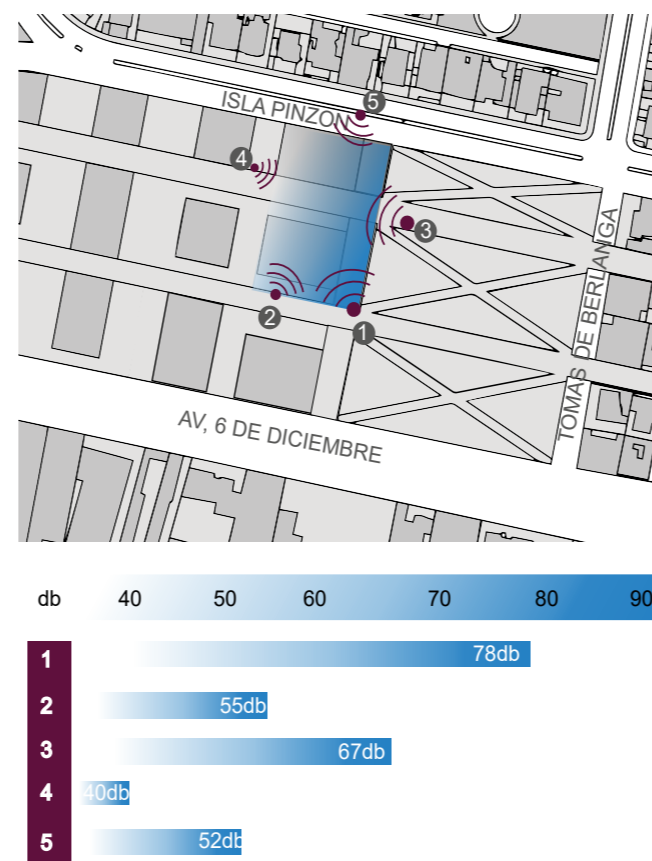 5
ISLA PINZON
4
3
2
1
TOMAS DE BERLANGA
AV, 6 DE DICIEMBRE
db 40 50 60 70 80 90
1 78db
2 55db
3 67db
4 40db
5 52db